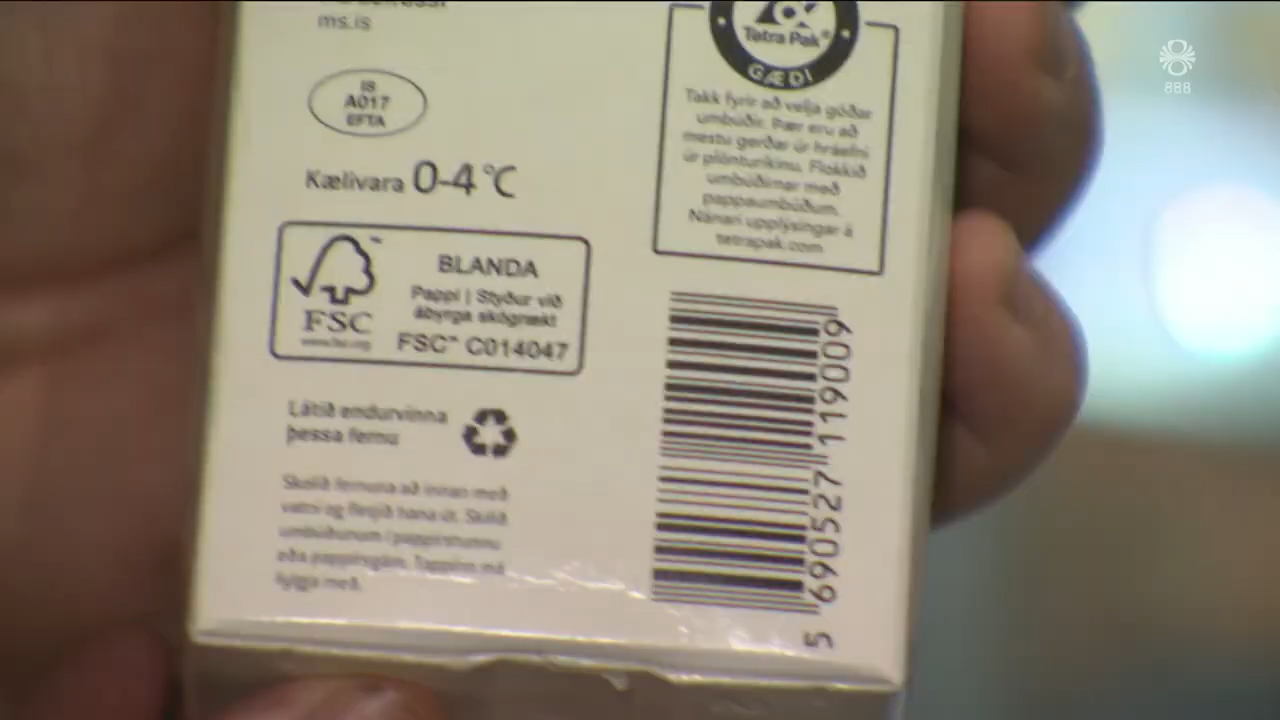 ms.is
IS
A017
EFTA
Kælivara 0-4 °C
FSC™
www.fsc.org
BLANDA
Pappi | Styður við
ábyrga skógrækt
FSC™ C014047
Látið endurvinna
þessa fernu
Skolið fernuna að innan með
vatni og fletjið hana út. Skilið
umbúðunum í pappírstunnu
eða pappírsgám. Tappinn má
fylgja með.
Tetra Pak®
GÆÐI
Takk fyrir að velja góðar
umbúðir. Þær eru að
mestu gerðar úr hráefni
úr plönturíkinu. Flokkið
umbúðirnar með
pappaumbúðum.
Nánari upplýsingar á
tetrapak.com
5 690527 119009
888